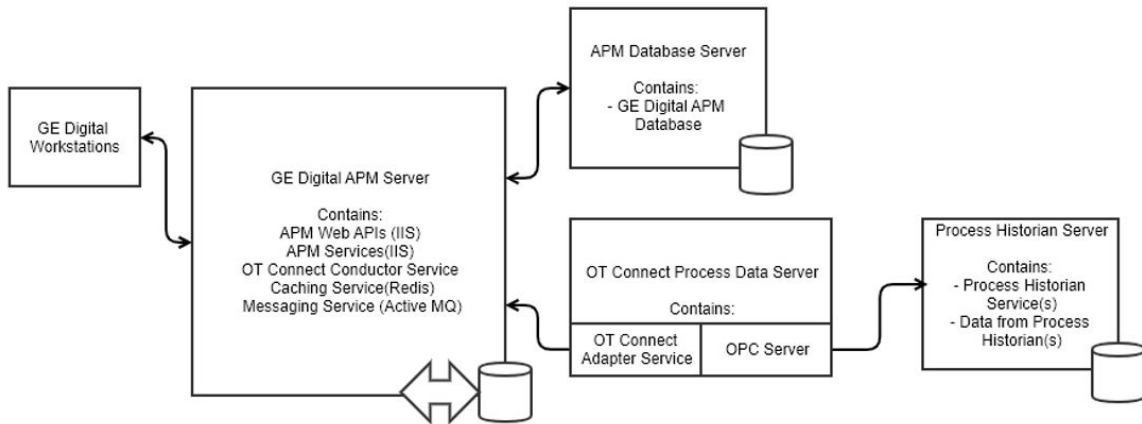 GE Digital
Workstations
GE Digital APM Server
Contains:
APM Web APIs (IIS)
APM Services(IIS)
OT Connect Conductor Service
Caching Service(Redis)
Messaging Service (Active MQ)
APM Database Server
Contains:
- GE Digital APM
Database
OT Connect Process Data Server
Contains:
OT Connect
Adapter Service
OPC Server
Process Historian Server
Contains:
- Process Historian
Service(s)
- Data from Process
Historian(s)